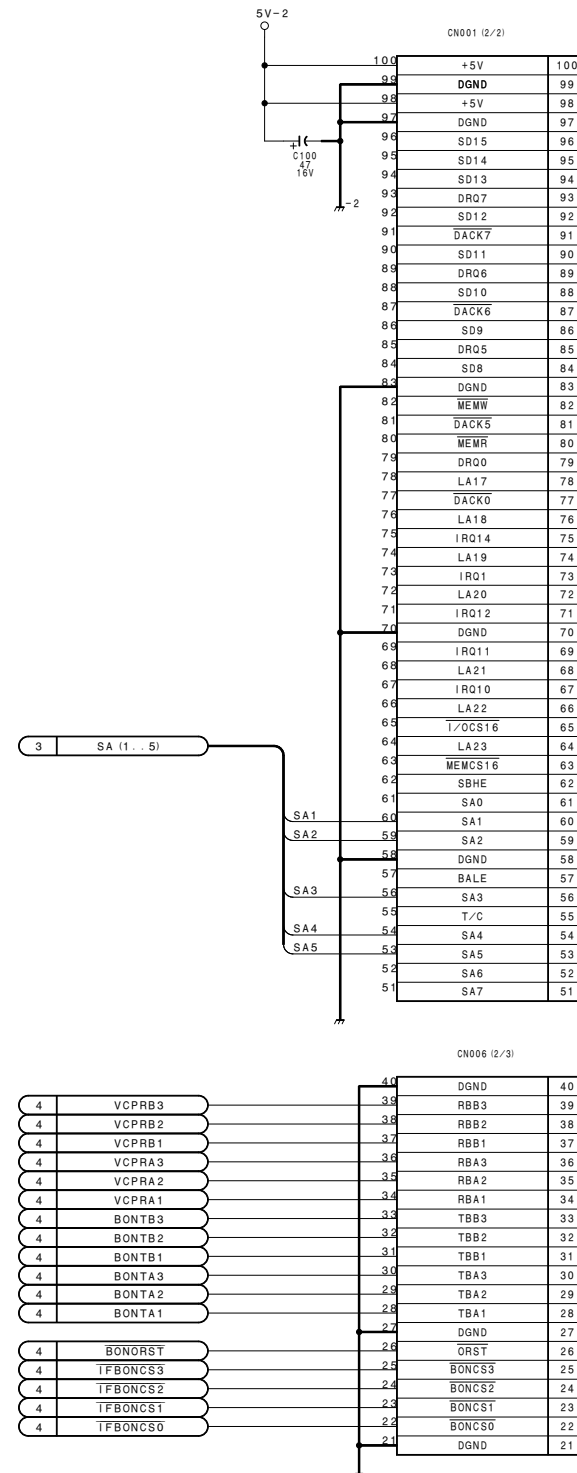 5V-2
CN001 (2/2)
100 +5V 100
99 DGND 99
98 +5V 98
97 DGND 97
96 SD15 96
+ C100 47 16V
95 SD14 95
94 SD13 94
93 DRQ7 93
-2
92 SD12 92
91 DACK7 91
90 SD11 90
89 DRQ6 89
88 SD10 88
87 DACK6 87
86 SD9 86
85 DRQ5 85
84 SD8 84
83 DGND 83
82 MEMW 82
81 DACK5 81
80 MEMR 80
79 DRQ0 79
78 LA17 78
77 DACK0 77
76 LA18 76
75 IRQ14 75
74 LA19 74
73 IRQ1 73
72 LA20 72
71 IRQ12 71
70 DGND 70
69 IRQ11 69
68 LA21 68
67 IRQ10 67
66 LA22 66
65 I/OCS16 65
3 SA (1..5)
64 LA23 64
63 MEMCS16 63
62 SBHE 62
61 SA0 61
SA1 60 SA1 60
SA2 59 SA2 59
58 DGND 58
57 BALE 57
SA3 56 SA3 56
55 T/C 55
SA4 54 SA4 54
SA5 53 SA5 53
52 SA6 52
51 SA7 51
CN006 (2/3)
40 DGND 40
4 VCPRB3 39 RBB3 39
4 VCPRB2 38 RBB2 38
4 VCPRB1 37 RBB1 37
4 VCPRA3 36 RBA3 36
4 VCPRA2 35 RBA2 35
4 VCPRA1 34 RBA1 34
4 BONTB3 33 TBB3 33
4 BONTB2 32 TBB2 32
4 BONTB1 31 TBB1 31
4 BONTA3 30 TBA3 30
4 BONTA2 29 TBA2 29
4 BONTA1 28 TBA1 28
27 DGND 27
4 BONORST 26 ORST 26
4 IFBONCS3 25 BONCS3 25
4 IFBONCS2 24 BONCS2 24
4 IFBONCS1 23 BONCS1 23
4 IFBONCS0 22 BONCS0 22
21 DGND 21